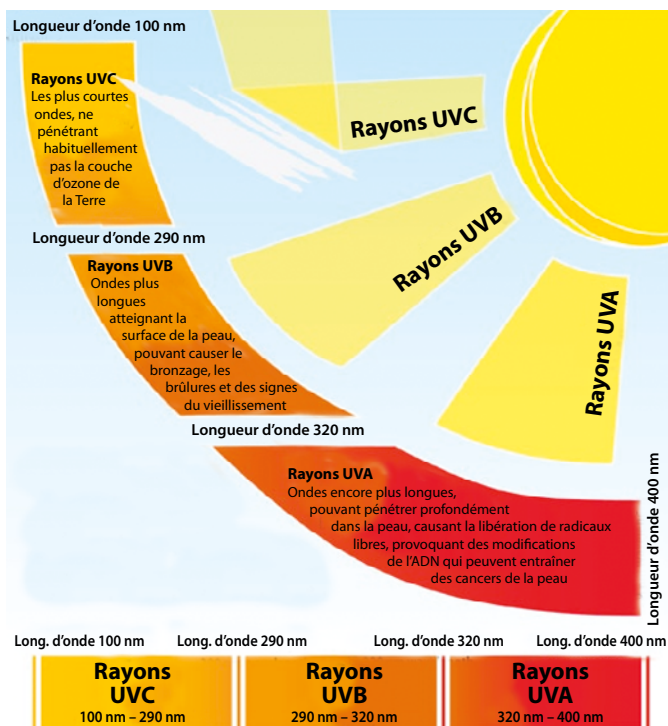 Longueur d'onde 100 nm
Rayons UVC
Les plus courtes
ondes, ne
pénétrant
habituellement
pas la couche
d'ozone de
la Terre
Rayons UVC
Longueur d'onde 290 nm
Rayons UVB
Ondes plus
longues
atteignant la
surface de la peau,
pouvant causer le
bronzage, les
brûlures et des signes
du vieillissement
Rayons UVB
Rayons UVA
Longueur d'onde 320 nm
Rayons UVA
Ondes encore plus longues,
pouvant pénétrer profondément
dans la peau, causant la libération de radicaux
libres, provoquant des modifications
de l'ADN qui peuvent entraîner
des cancers de la peau
Longueur d'onde 400 nm
Long. d'onde 100 nm
Long. d'onde 290 nm
Long. d'onde 320 nm
Long. d'onde 400 nm
Rayons
UVC
100 nm – 290 nm
Rayons
UVB
290 nm – 320 nm
Rayons
UVA
320 nm – 400 nm